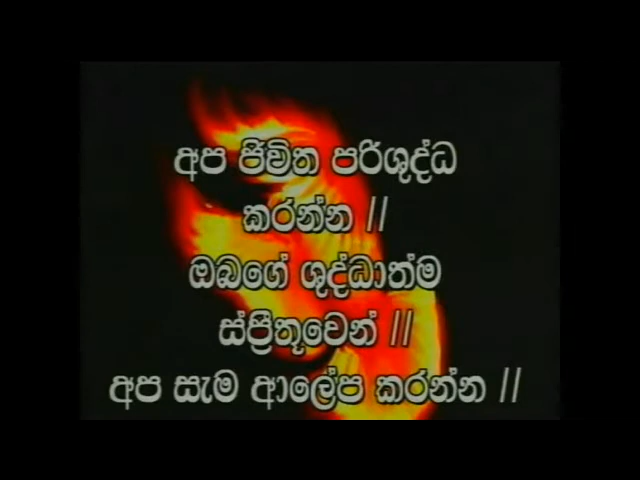 අප ජිවිත පරිශුද්ධ
කරන්න //
ඔබගේ ශුද්ධාත්ම
ස්ප්‍රීතූවෙන් //
අප සැම ආලේප කරන්න //